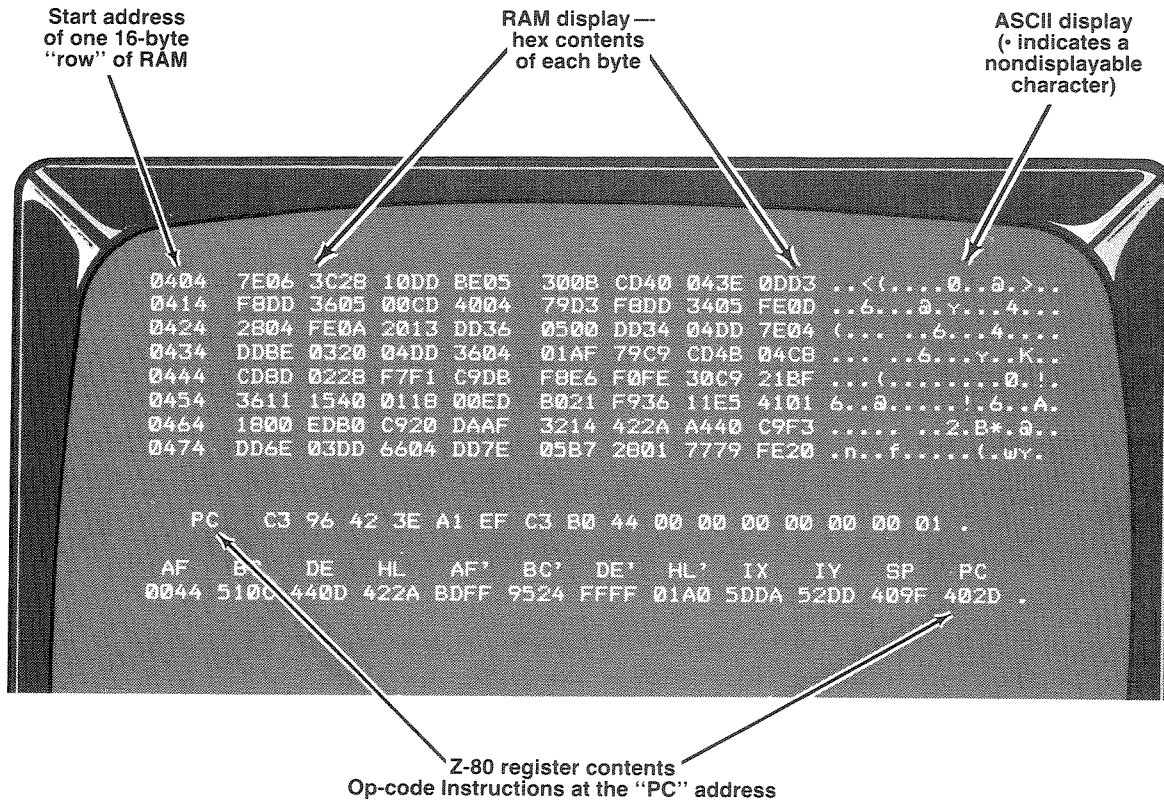 Start address
of one 16-byte
“row” of RAM
RAM display—
hex contents
of each byte
ASCII display
(• indicates a
nondisplayable
character)
0404 7E06 3C28 10DD BE05 300B CD40 043E 0DD3 ..<(....0..@.>..
0414 F8DD 3605 00CD 4004 79D3 F8DD 3405 FE0D ..6...@.Y...4...
0424 2804 FE0A 2013 DD36 0500 DD34 04DD 7E04 (... ..6...4....
0434 DDBE 0320 04DD 3604 01AF 79C9 CD4B 04C8 ... ..6...Y..K..
0444 CD8D 0228 F7F1 C9DB F8E6 F0FE 30C9 21BF ...(........0.!.
0454 3611 1540 0118 00ED B021 F936 11E5 4101 6..@.....!.6..A.
0464 1800 EDB0 C920 DAAF 3214 422A A440 C9F3 ..... ..2.B*.@..
0474 DD6E 03DD 6604 DD7E 05B7 2801 7779 FE20 .n..f.....(.wY.
PC C3 96 42 3E A1 EF C3 B0 44 00 00 00 00 00 00 01 .
AF BC DE HL AF' BC' DE' HL' IX IY SP PC
0044 510C 440D 422A BDFF 9524 FFFF 01A0 5DDA 52DD 409F 402D .
Z-80 register contents
Op-code Instructions at the “PC” address